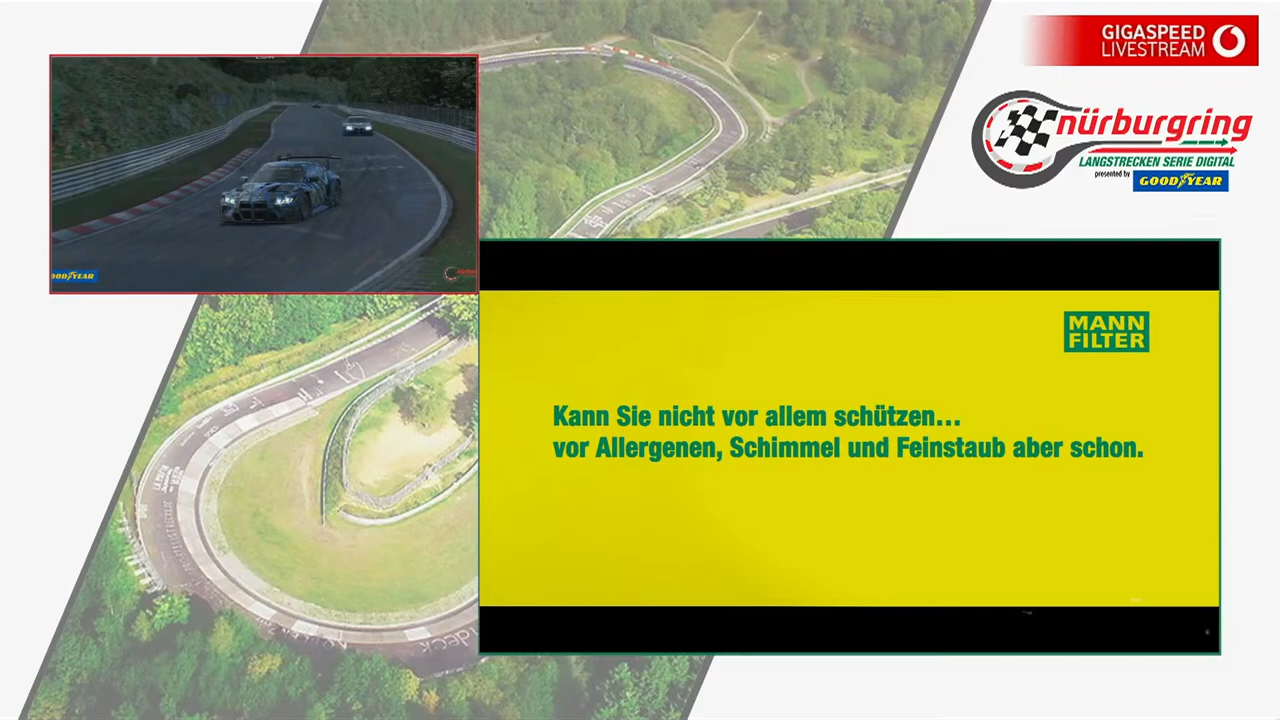 GIGASPEED
LIVESTREAM
nürburgring
LANGSTRECKEN SERIE DIGITAL
presented by
GOODYEAR
MANN
FILTER
Kann Sie nicht vor allem schützen...
vor Allergenen, Schimmel und Feinstaub aber schon.
OODYEAR